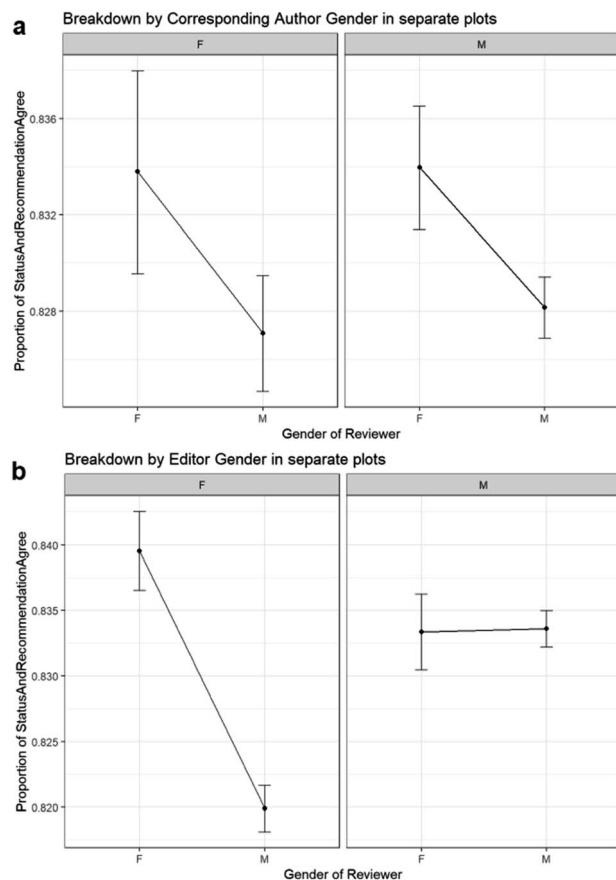 a
Breakdown by Corresponding Author Gender in separate plots
F
M
Proportion of StatusAndRecommendationAgree
0.836
0.832
0.828
F
M
F
M
Gender of Reviewer
b
Breakdown by Editor Gender in separate plots
F
M
Proportion of StatusAndRecommendationAgree
0.840
0.835
0.830
0.825
0.820
F
M
F
M
Gender of Reviewer